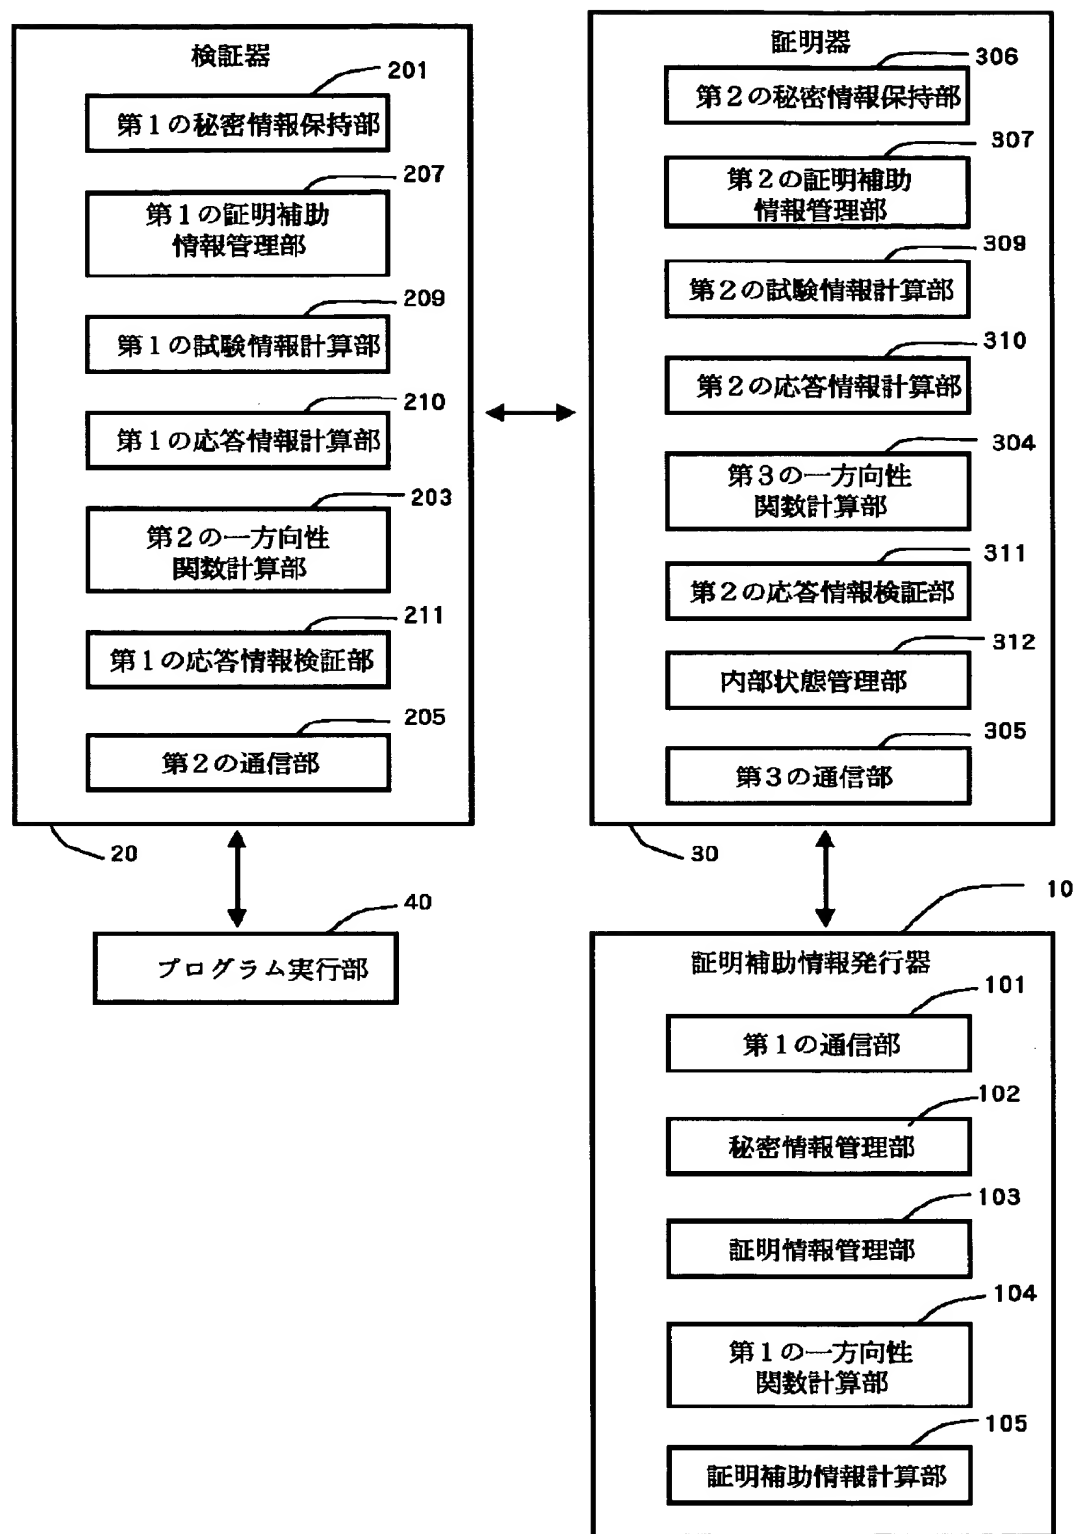 検証器
201
第1の秘密情報保持部
207
第1の証明補助
情報管理部
209
第1の試験情報計算部
210
第1の応答情報計算部
203
第2の一方向性
関数計算部
211
第1の応答情報検証部
205
第2の通信部
20
40
プログラム実行部
証明器
306
第2の秘密情報保持部
307
第2の証明補助
情報管理部
309
第2の試験情報計算部
310
第2の応答情報計算部
304
第3の一方向性
関数計算部
311
第2の応答情報検証部
312
内部状態管理部
305
第3の通信部
30
10
証明補助情報発行器
101
第1の通信部
102
秘密情報管理部
103
証明情報管理部
104
第1の一方向性
関数計算部
105
証明補助情報計算部